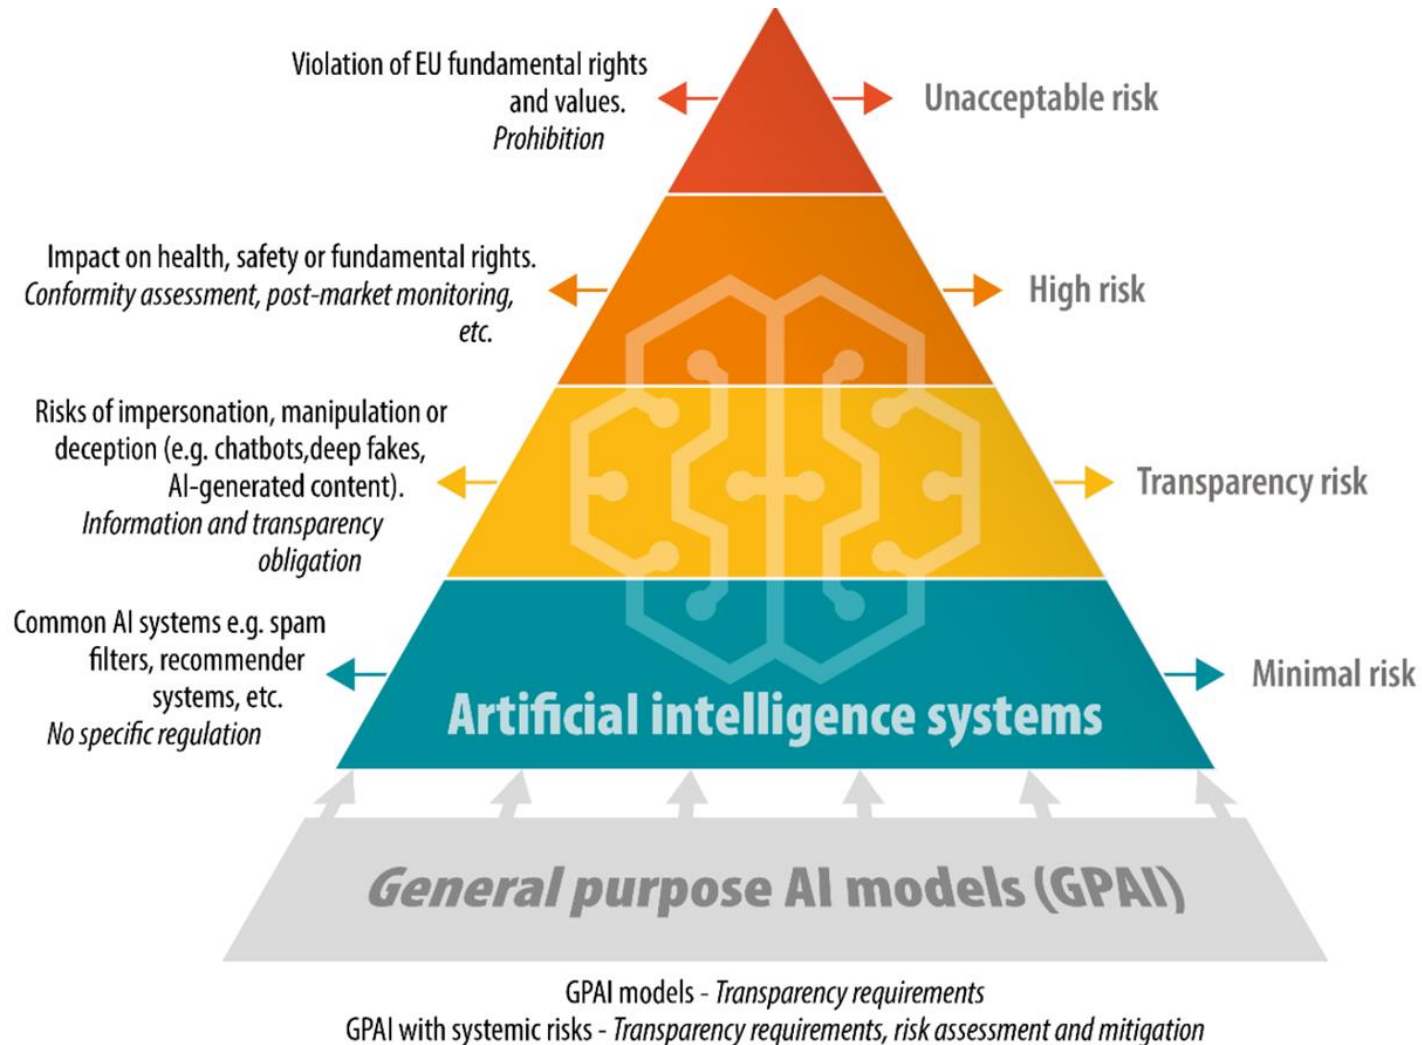 Violation of EU fundamental rights
and values.
Prohibition
Unacceptable risk
Impact on health, safety or fundamental rights.
Conformity assessment, post-market monitoring,
etc.
High risk
Risks of impersonation, manipulation or
deception (e.g. chatbots,deep fakes,
AI-generated content).
Information and transparency
obligation
Transparency risk
Common AI systems e.g. spam
filters, recommender
systems, etc.
No specific regulation
Minimal risk
Artificial intelligence systems
General purpose AI models (GPAI)
GPAI models - Transparency requirements
GPAI with systemic risks - Transparency requirements, risk assessment and mitigation